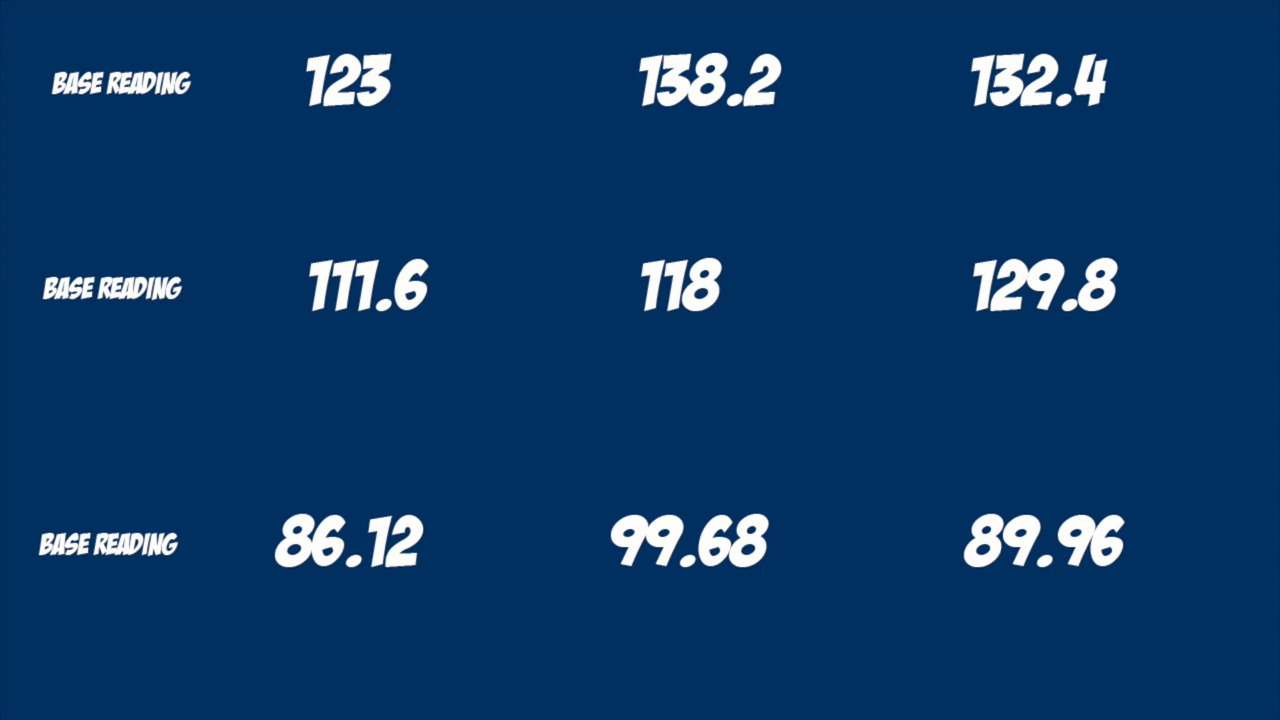 BASE READING 123 138.2 132.4
BASE READING 111.6 118 129.8
BASE READING 86.12 99.68 89.96